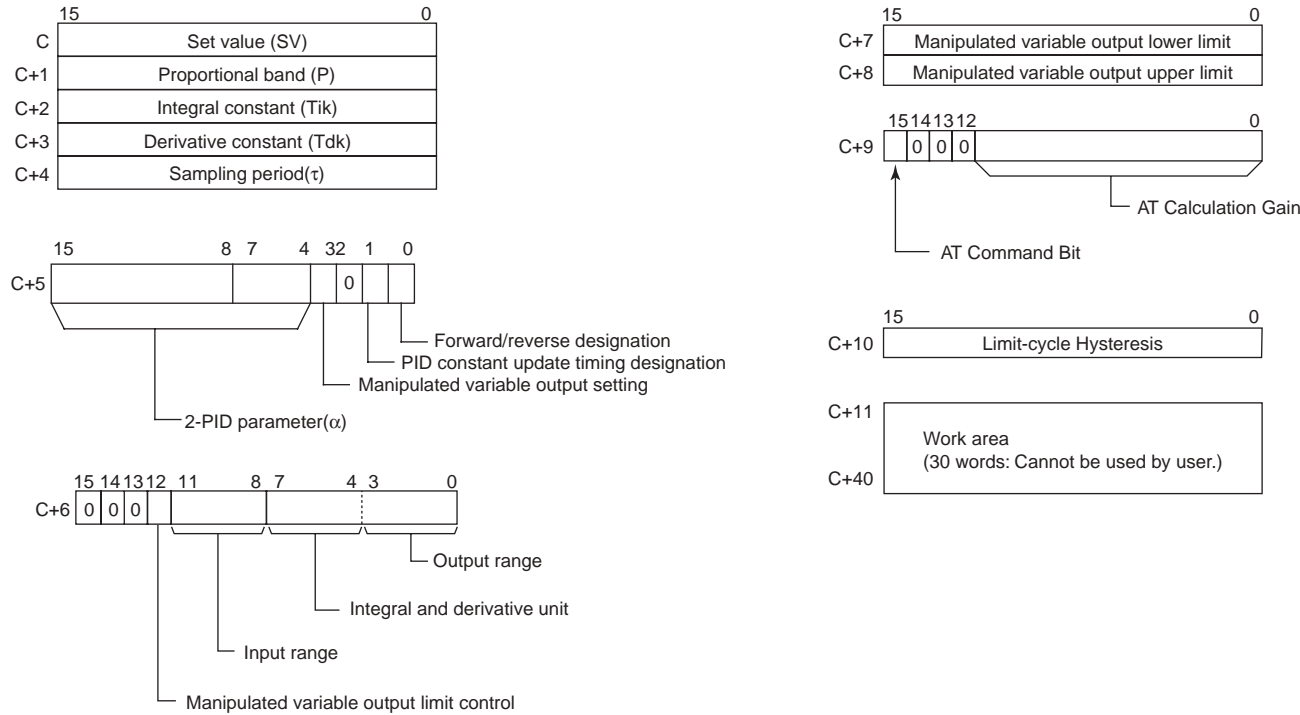 15 0
C Set value (SV)
C+1 Proportional band (P)
C+2 Integral constant (Tik)
C+3 Derivative constant (Tdk)
C+4 Sampling period(τ)
15 8 7 4 32 1 0
C+5 0
Forward/reverse designation
PID constant update timing designation
Manipulated variable output setting
2-PID parameter(α)
15 14 13 12 11 8 7 4 3 0
C+6 0 0 0
Output range
Integral and derivative unit
Input range
Manipulated variable output limit control
15 0
C+7 Manipulated variable output lower limit
C+8 Manipulated variable output upper limit
15 14 13 12 0
C+9 0 0 0
AT Calculation Gain
AT Command Bit
15 0
C+10 Limit-cycle Hysteresis
C+11
Work area
(30 words: Cannot be used by user.)
C+40